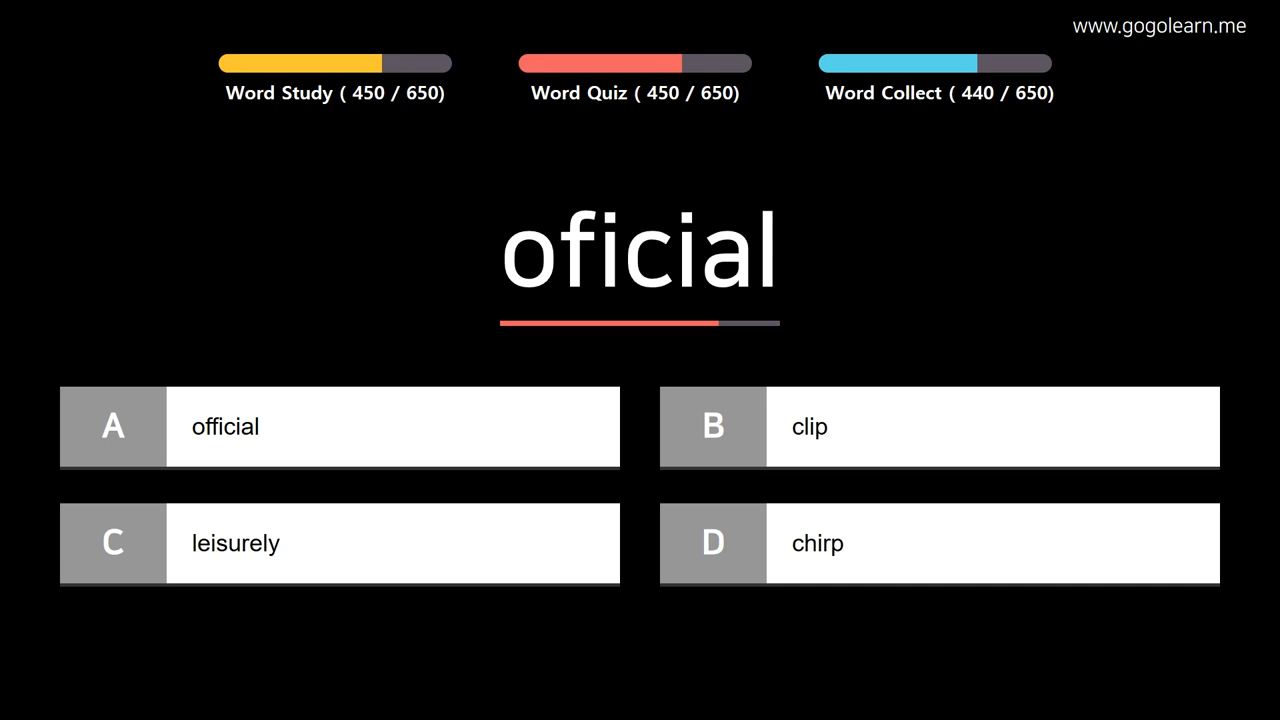 www.gogolearn.me
Word Study ( 450 / 650)
Word Quiz ( 450 / 650)
Word Collect ( 440 / 650)
oficial
A official
B clip
C leisurely
D chirp